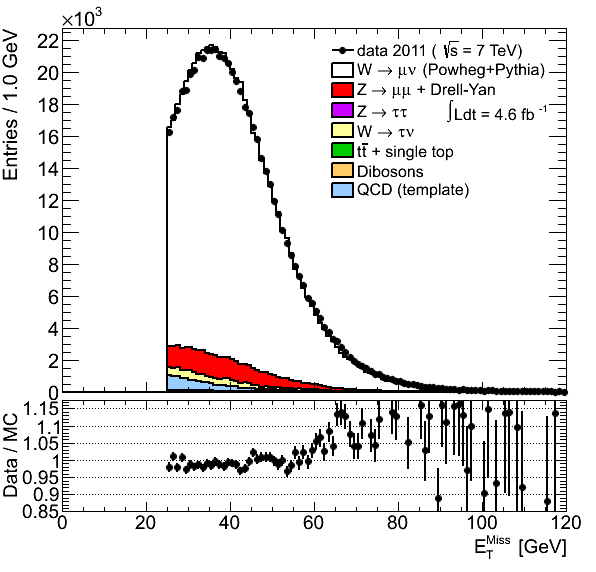 ×10³
Entries / 1.0 GeV
22
20
18
16
14
12
10
8
6
4
2
0
data 2011 ( √s = 7 TeV)
W → μν (Powheg+Pythia)
Z → μμ + Drell-Yan
Z → ττ
∫Ldt = 4.6 fb⁻¹
W → τν
tt̅ + single top
Dibosons
QCD (template)
Data / MC
1.15
1.1
1.05
0.95
0.9
0.85
0 20 40 60 80 100 120
E_T^Miss [GeV]